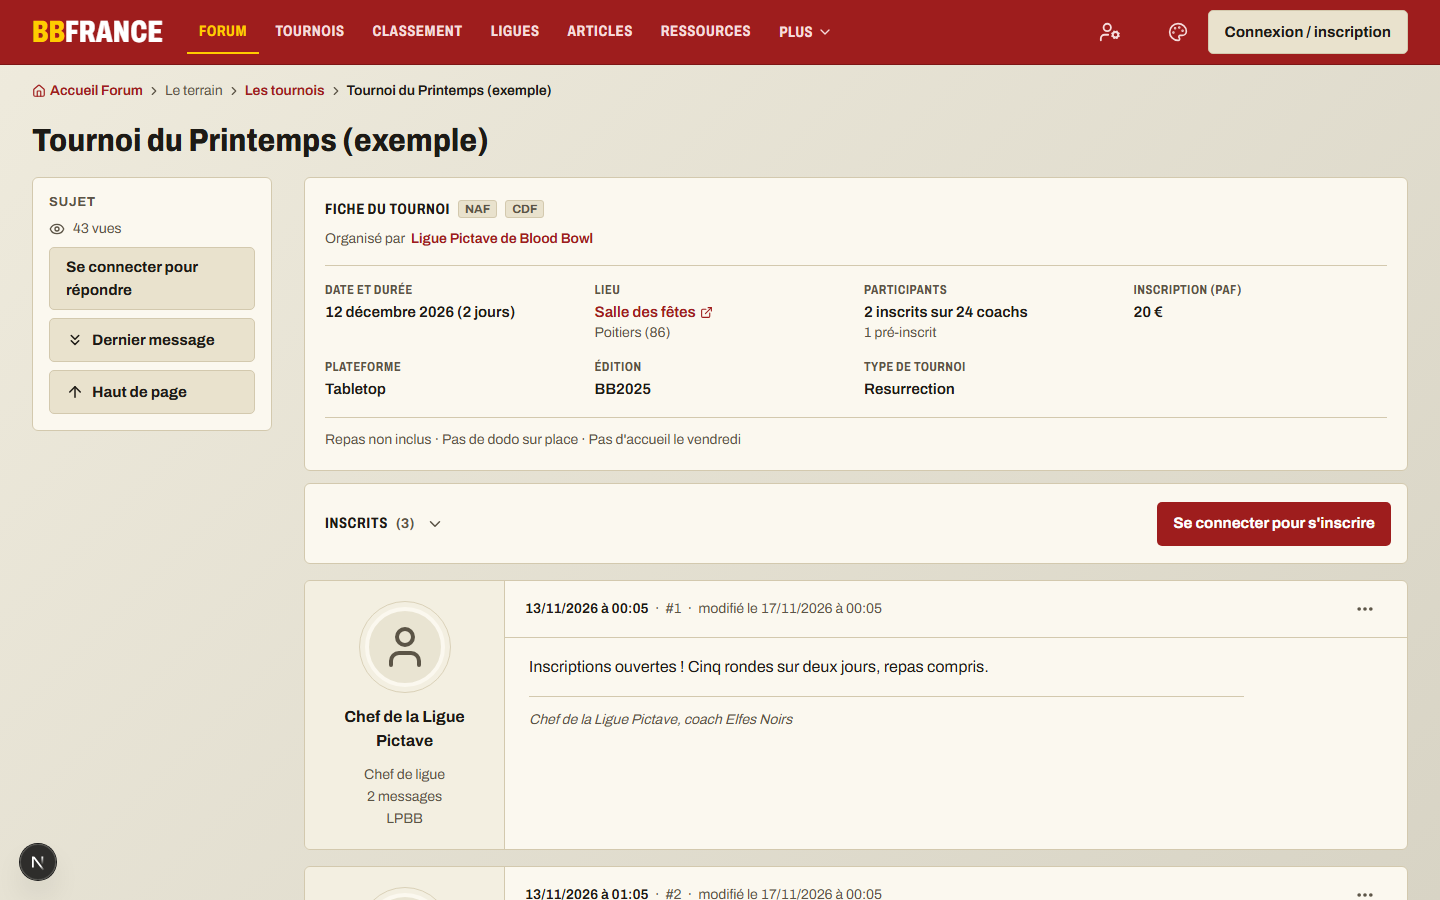 BBFRANCE FORUM TOURNOIS CLASSEMENT LIGUES ARTICLES RESSOURCES PLUS Connexion / inscription
Accueil Forum > Le terrain > Les tournois > Tournoi du Printemps (exemple)
Tournoi du Printemps (exemple)
SUJET
43 vues
Se connecter pour
répondre
Dernier message
Haut de page
FICHE DU TOURNOI NAF CDF
Organisé par Ligue Pictave de Blood Bowl
DATE ET DURÉE
12 décembre 2026 (2 jours)
LIEU
Salle des fêtes
Poitiers (86)
PARTICIPANTS
2 inscrits sur 24 coachs
1 pré-inscrit
INSCRIPTION (PAF)
20 €
PLATEFORME
Tabletop
ÉDITION
BB2025
TYPE DE TOURNOI
Resurrection
Repas non inclus · Pas de dodo sur place · Pas d'accueil le vendredi
INSCRITS (3)
Se connecter pour s'inscrire
Chef de la Ligue
Pictave
Chef de ligue
2 messages
LPBB
13/11/2026 à 00:05 · #1 · modifié le 17/11/2026 à 00:05
Inscriptions ouvertes ! Cinq rondes sur deux jours, repas compris.
Chef de la Ligue Pictave, coach Elfes Noirs
13/11/2026 à 01:05 · #2 · modifié le 17/11/2026 à 00:05
N